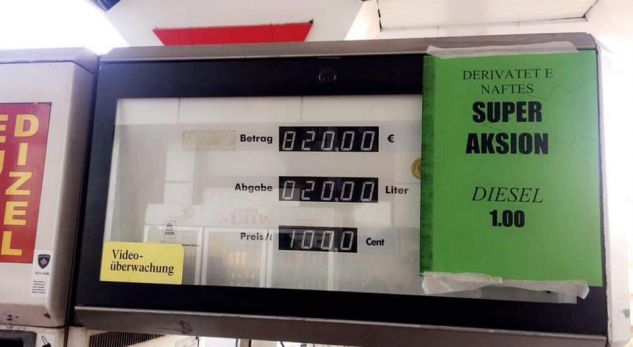 ED
DIZEL
Betrag 820.00 €
Abgabe 020.00 Liter
Preis/l 100.0 Cent
Video-
überwachung
DERIVATET E
NAFTES
SUPER
AKSION
DIESEL
1.00